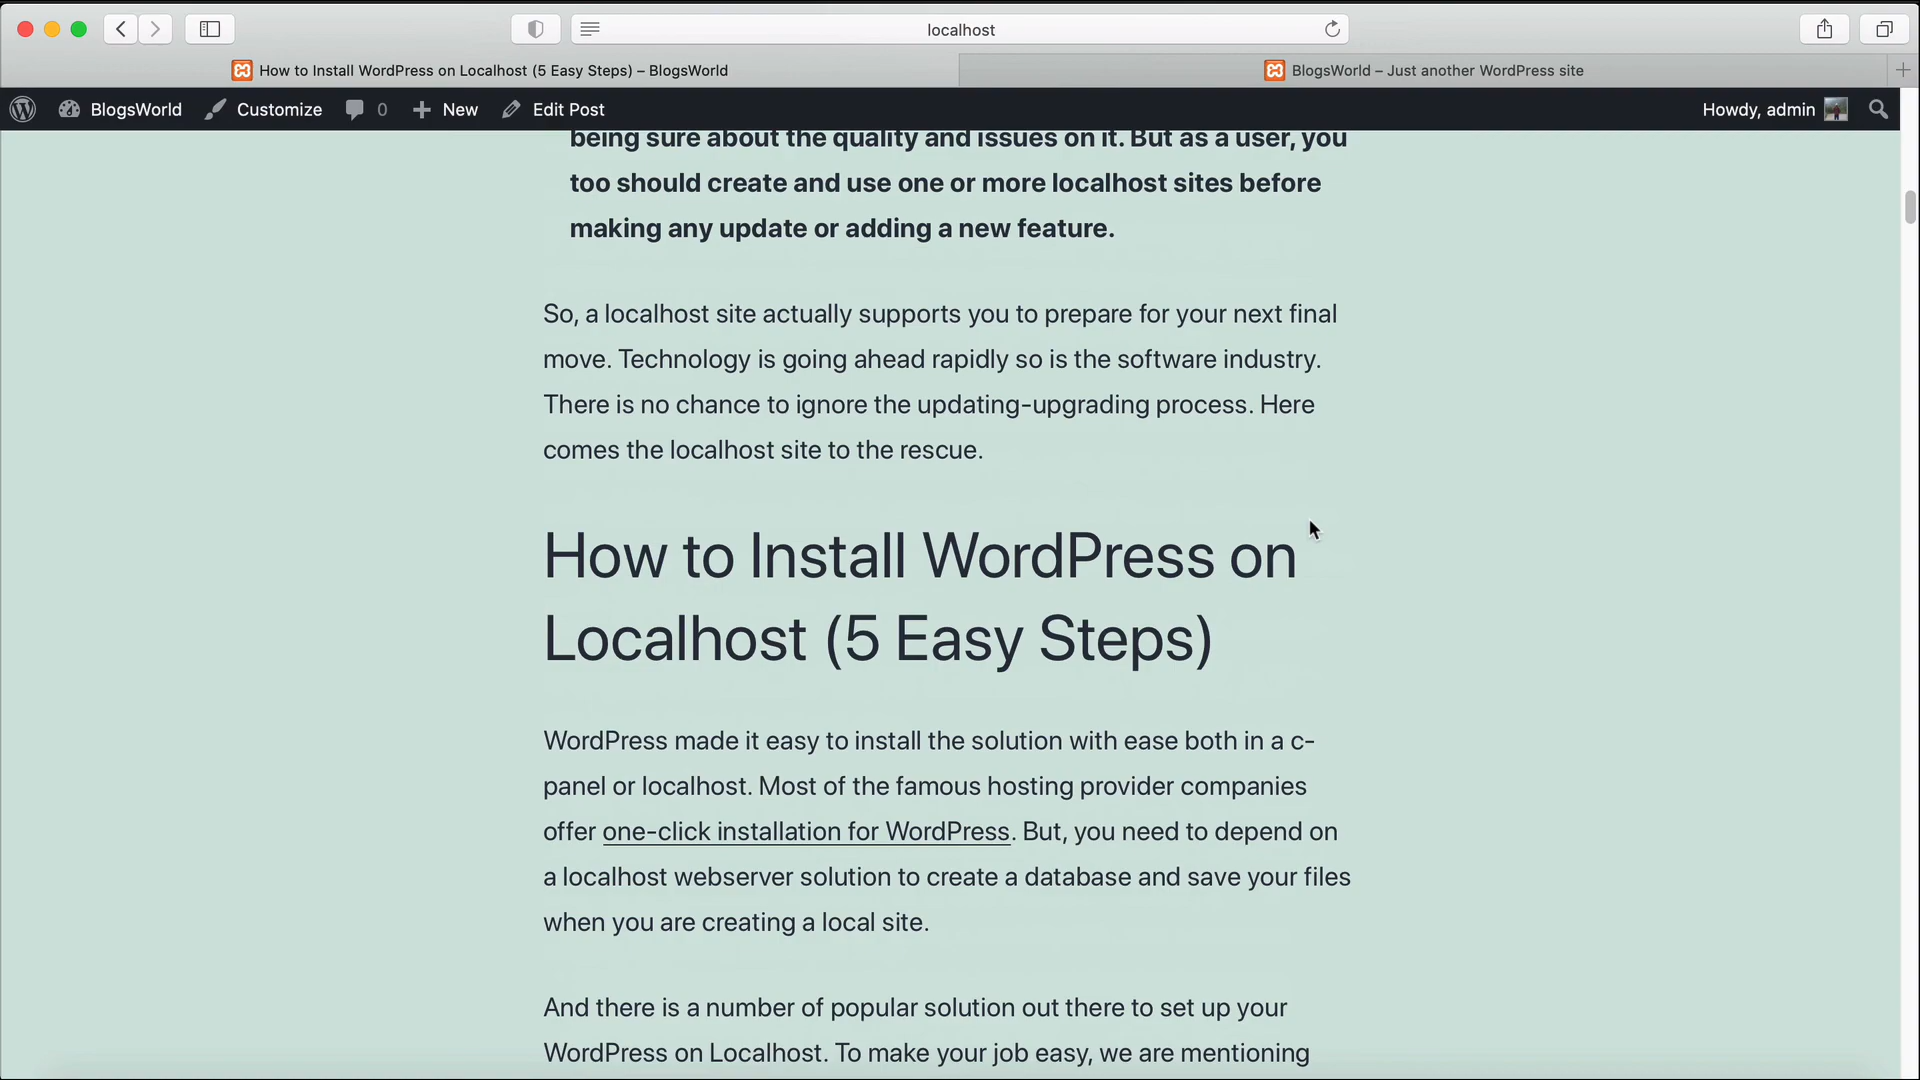 localhost
How to Install WordPress on Localhost (5 Easy Steps) – BlogsWorld
BlogsWorld – Just another WordPress site
BlogsWorld
Customize
0
New
Edit Post
Howdy, admin
being sure about the quality and issues on it. But as a user, you
too should create and use one or more localhost sites before
making any update or adding a new feature.
So, a localhost site actually supports you to prepare for your next final
move. Technology is going ahead rapidly so is the software industry.
There is no chance to ignore the updating-upgrading process. Here
comes the localhost site to the rescue.
How to Install WordPress on
Localhost (5 Easy Steps)
WordPress made it easy to install the solution with ease both in a c-
panel or localhost. Most of the famous hosting provider companies
offer one-click installation for WordPress. But, you need to depend on
a localhost webserver solution to create a database and save your files
when you are creating a local site.
And there is a number of popular solution out there to set up your
WordPress on Localhost. To make your job easy, we are mentioning